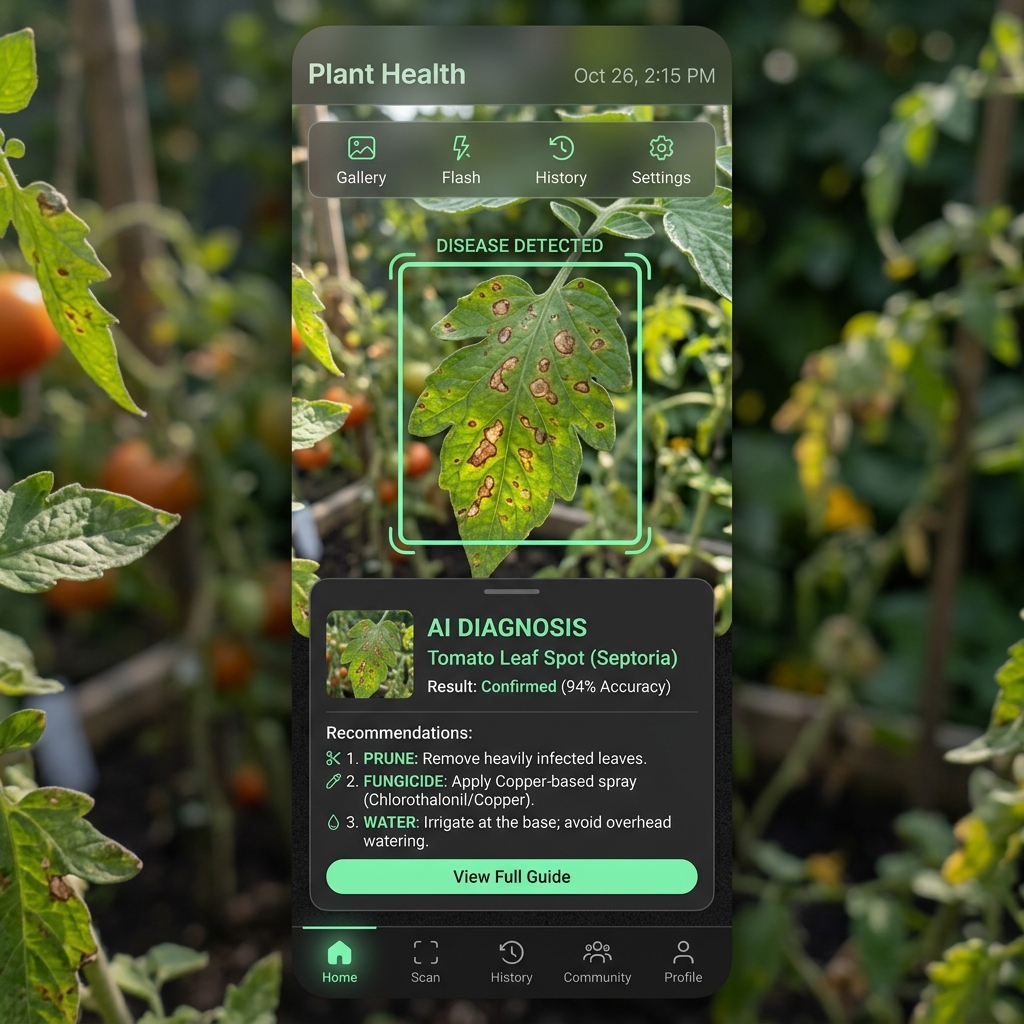 Plant Health
Oct 26, 2:15 PM
Gallery
Flash
History
Settings
DISEASE DETECTED
AI DIAGNOSIS
Tomato Leaf Spot (Septoria)
Result: Confirmed (94% Accuracy)
Recommendations:
1. PRUNE: Remove heavily infected leaves.
2. FUNGICIDE: Apply Copper-based spray
(Chlorothalonil/Copper).
3. WATER: Irrigate at the base; avoid overhead
watering.
View Full Guide
Home
Scan
History
Community
Profile